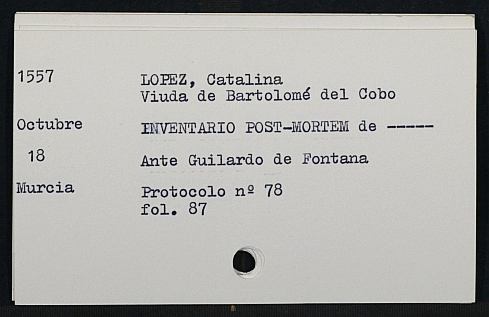 1557 LOPEZ, Catalina
Viuda de Bartolomé del Cobo
Octubre INVENTARIO POST-MORTEM de -----
18 Ante Guilardo de Fontana
Murcia Protocolo nº 78
fol. 87